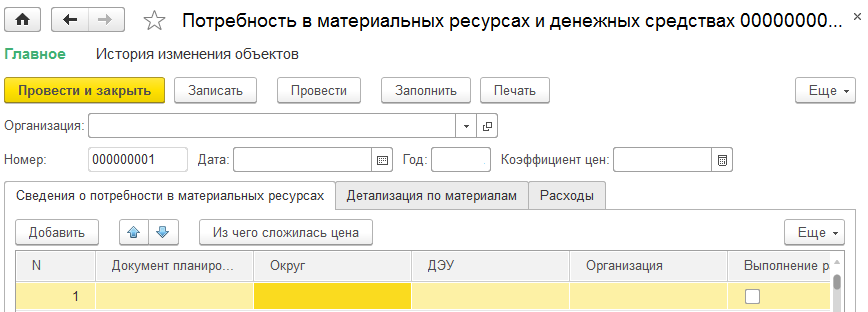 Потребность в материальных ресурсах и денежных средствах 00000000...
Главное История изменения объектов
Провести и закрыть Записать Провести Заполнить Печать Еще
Организация:
Номер: 000000001 Дата: Год: Коэффициент цен:
Сведения о потребности в материальных ресурсах Детализация по материалам Расходы
Добавить Из чего сложилась цена Еще
N Документ планиро... Округ ДЭУ Организация Выполнение р
1